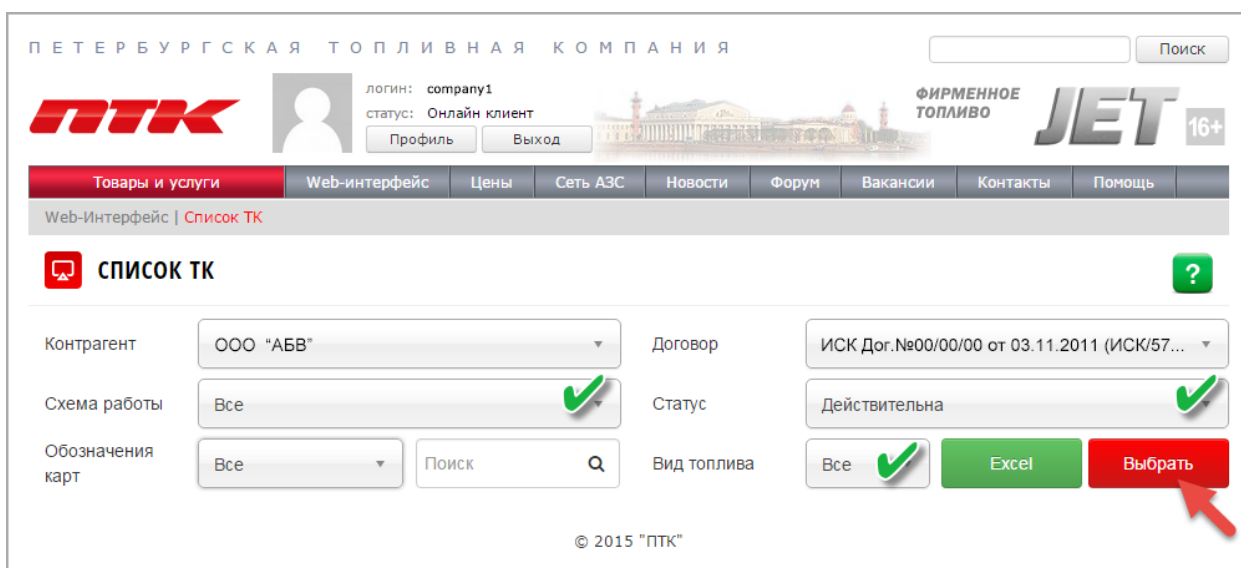 ПЕТЕРБУРГСКАЯ ТОПЛИВНАЯ КОМПАНИЯ
Поиск
ПТК
логин: company1
статус: Онлайн клиент
Профиль Выход
ФИРМЕННОЕ
ТОПЛИВО
JET
16+
Товары и услуги Web-интерфейс Цены Сеть АЗС Новости Форум Вакансии Контакты Помощь
Web-Интерфейс | Список ТК
СПИСОК ТК
?
Контрагент ООО "АБВ" Договор ИСК Дог.№00/00/00 от 03.11.2011 (ИСК/57...
Схема работы Все Статус Действительна
Обозначения
карт
Все Поиск Вид топлива Все Excel Выбрать
© 2015 "ПТК"